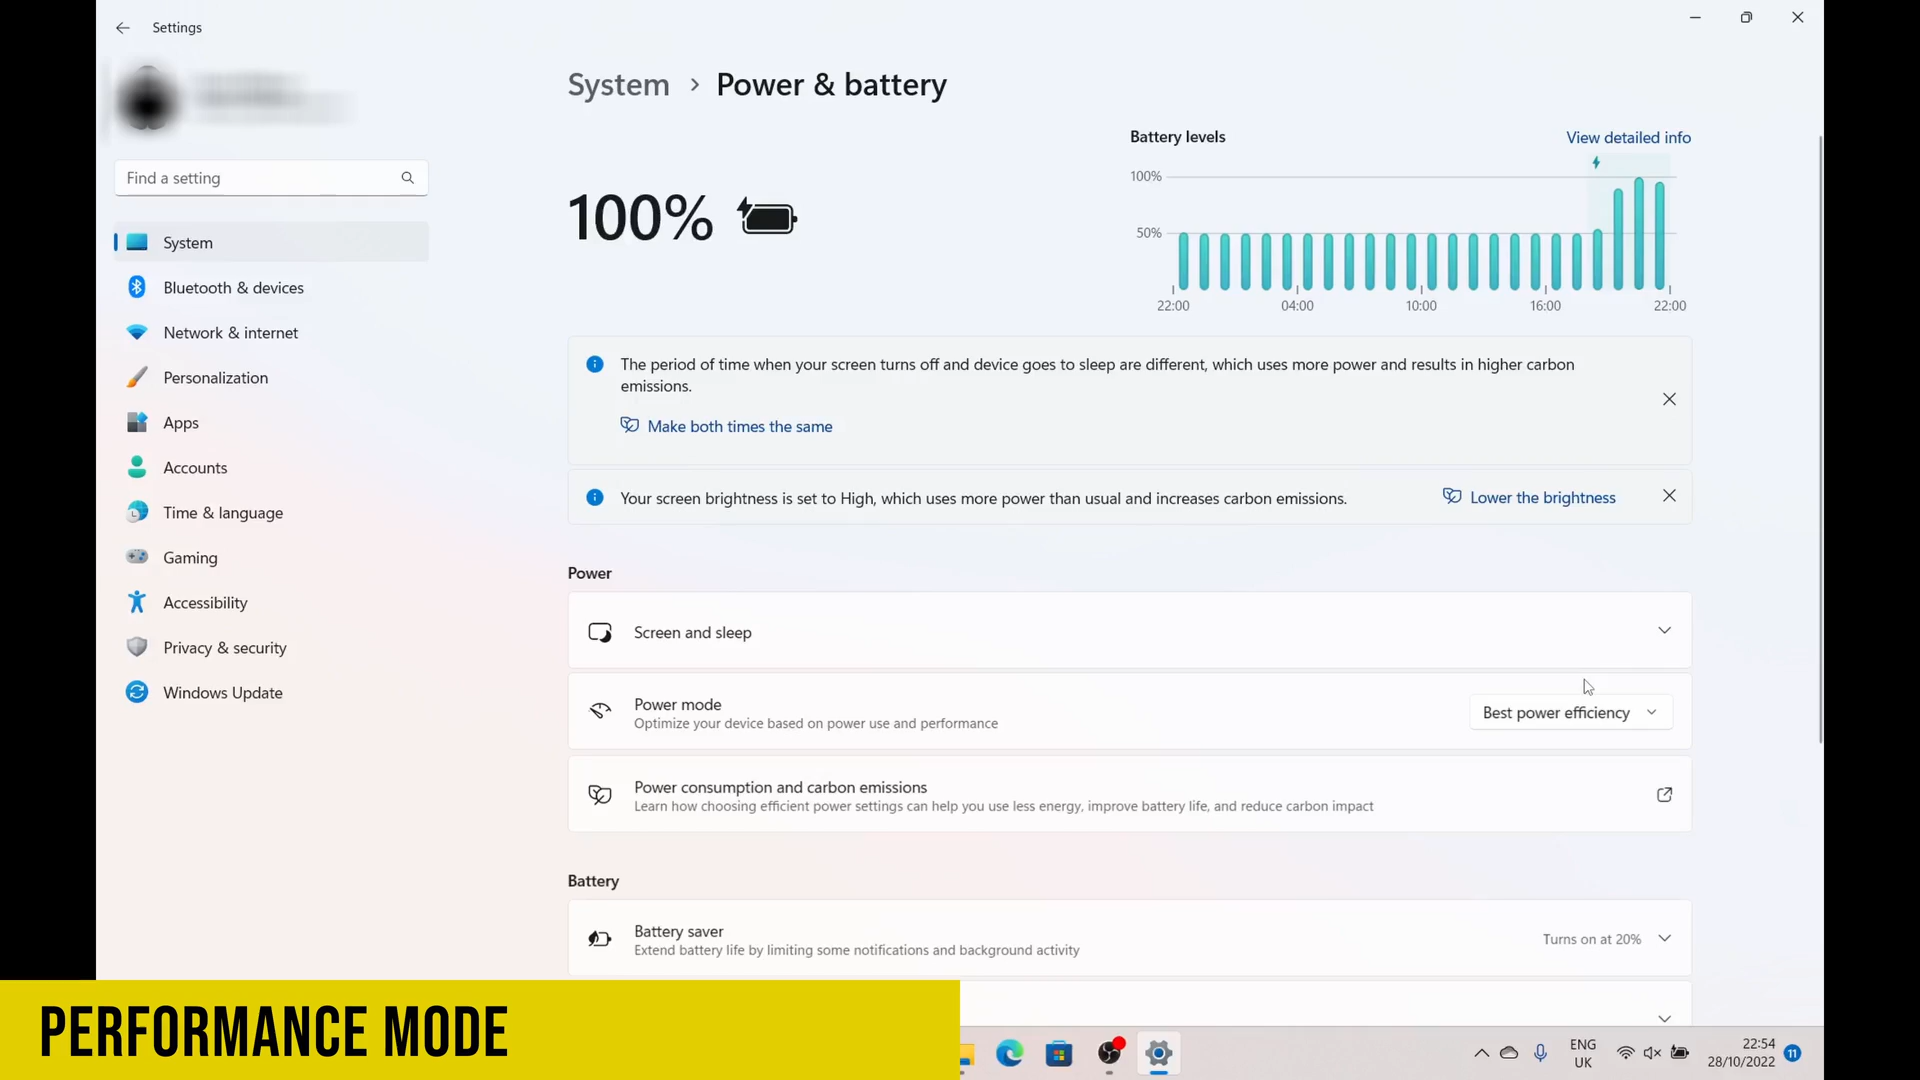 Settings
System > Power & battery
Find a setting
System
Bluetooth & devices
Network & internet
Personalization
Apps
Accounts
Time & language
Gaming
Accessibility
Privacy & security
Windows Update
100%
Battery levels
View detailed info
100%
50%
22:00 04:00 10:00 16:00 22:00
The period of time when your screen turns off and device goes to sleep are different, which uses more power and results in higher carbon
emissions.
Make both times the same
Your screen brightness is set to High, which uses more power than usual and increases carbon emissions.
Lower the brightness
Power
Screen and sleep
Power mode
Optimize your device based on power use and performance
Best power efficiency
Power consumption and carbon emissions
Learn how choosing efficient power settings can help you use less energy, improve battery life, and reduce carbon impact
Battery
Battery saver
Extend battery life by limiting some notifications and background activity
Turns on at 20%
PERFORMANCE MODE
ENG
UK
22:54
28/10/2022
11